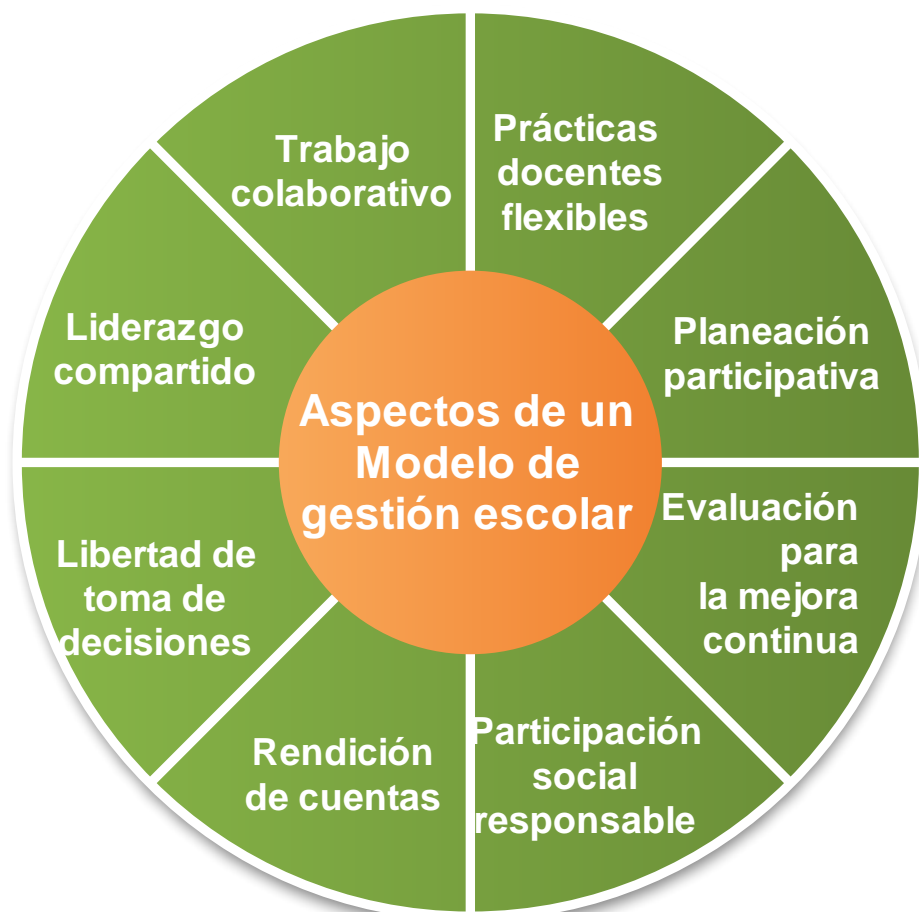 Trabajo
colaborativo
Prácticas
docentes
flexibles
Planeación
participativa
Evaluación
para
la mejora
continua
Participación
social
responsable
Rendición
de cuentas
Libertad de
toma de
decisiones
Liderazgo
compartido
Aspectos de un
Modelo de
gestión escolar